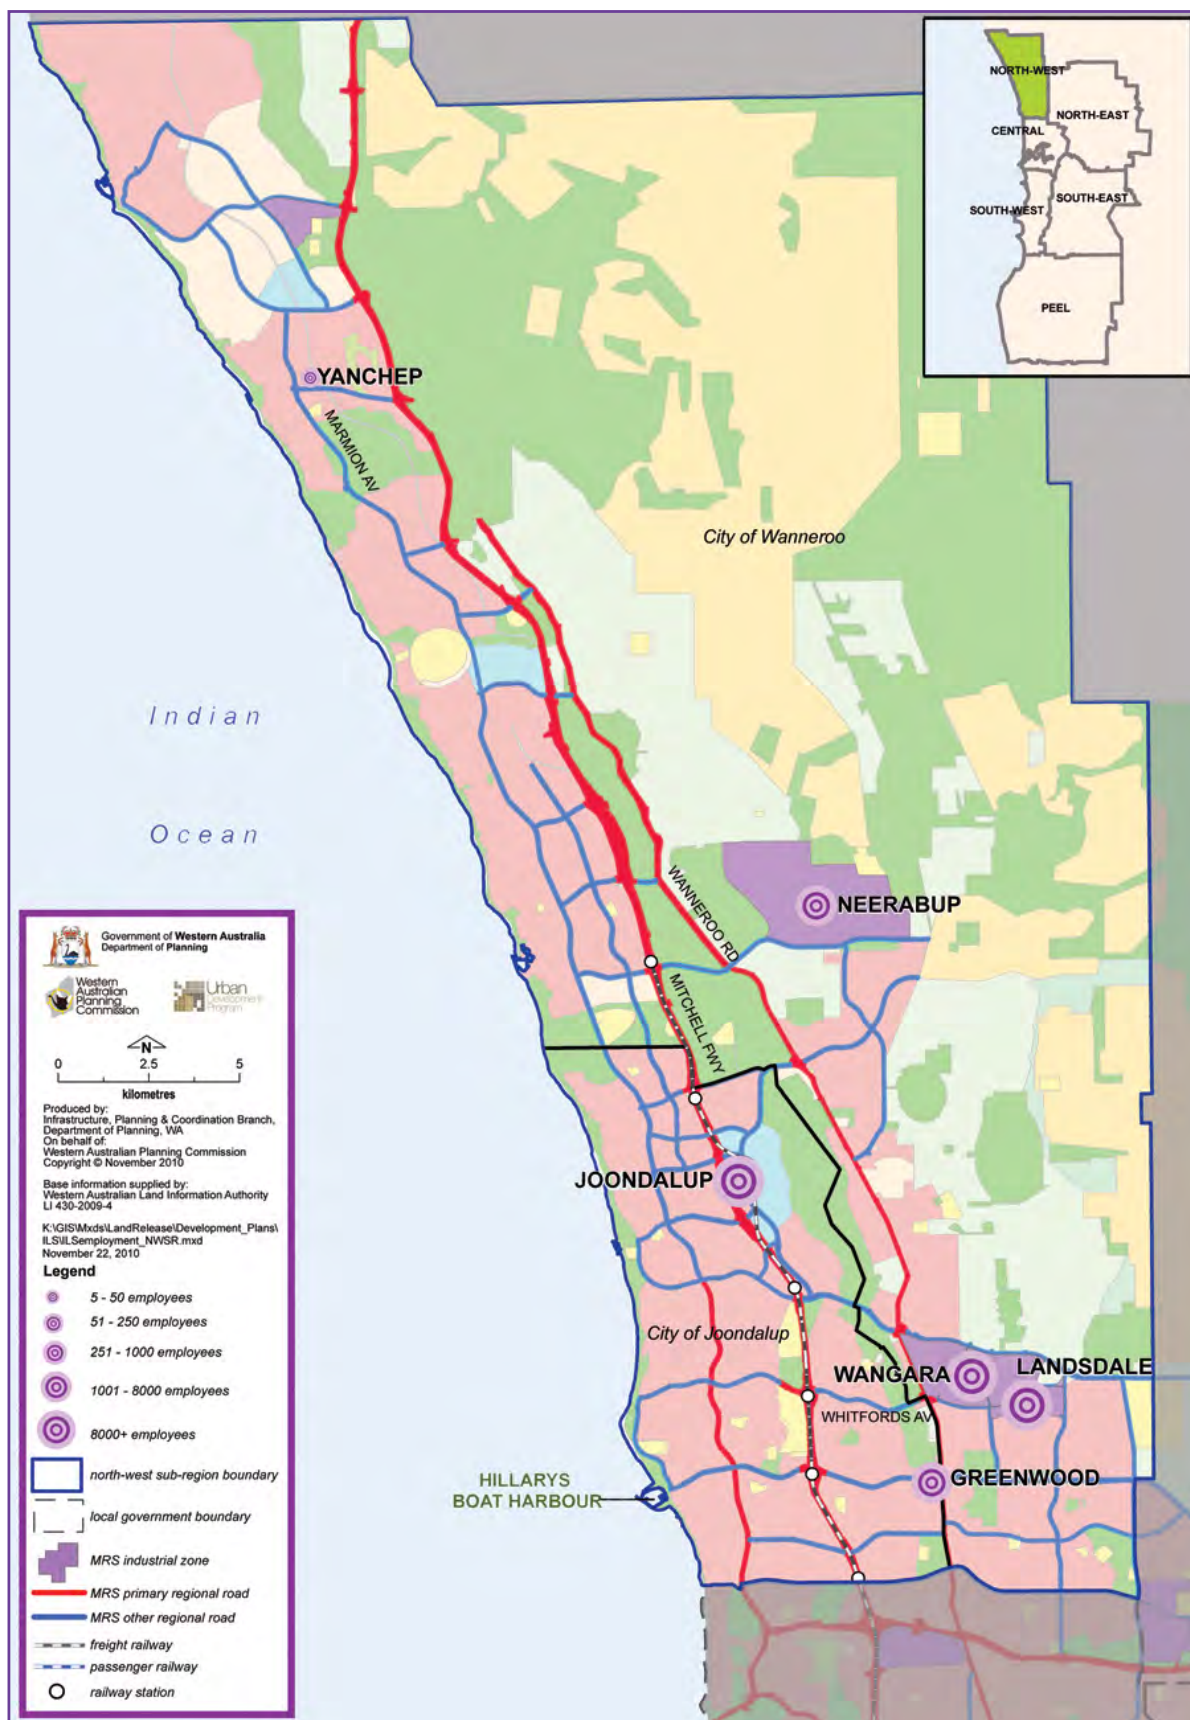 NORTH-WEST
NORTH-EAST
CENTRAL
SOUTH-WEST
SOUTH-EAST
PEEL
YANCHEP
MARMION AV
City of Wanneroo
Indian
Ocean
WANNEROO RD
NEERABUP
MITCHELL FWY
JOONDALUP
City of Joondalup
WANGARA
LANDSDALE
WHITFORDS AV
GREENWOOD
HILLARYS
BOAT HARBOUR
Government of Western Australia
Department of Planning
Western
Australian
Planning
Commission
Urban
Development
Program
N
0 2.5 5
kilometres
Produced by:
Infrastructure, Planning & Coordination Branch,
Department of Planning, WA
On behalf of:
Western Australian Planning Commission
Copyright © November 2010
Base information supplied by:
Western Australian Land Information Authority
LI 430-2009-4
K:\GIS\Mxds\LandRelease\Development_Plans\
ILS\ILSemployment_NWSR.mxd
November 22, 2010
Legend
5 - 50 employees
51 - 250 employees
251 - 1000 employees
1001 - 8000 employees
8000+ employees
north-west sub-region boundary
local government boundary
MRS industrial zone
MRS primary regional road
MRS other regional road
freight railway
passenger railway
railway station